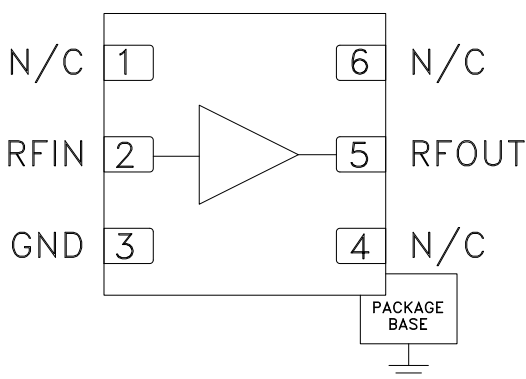 N/C 1 6 N/C
RFIN 2 5 RFOUT
GND 3 4 N/C
PACKAGE
BASE